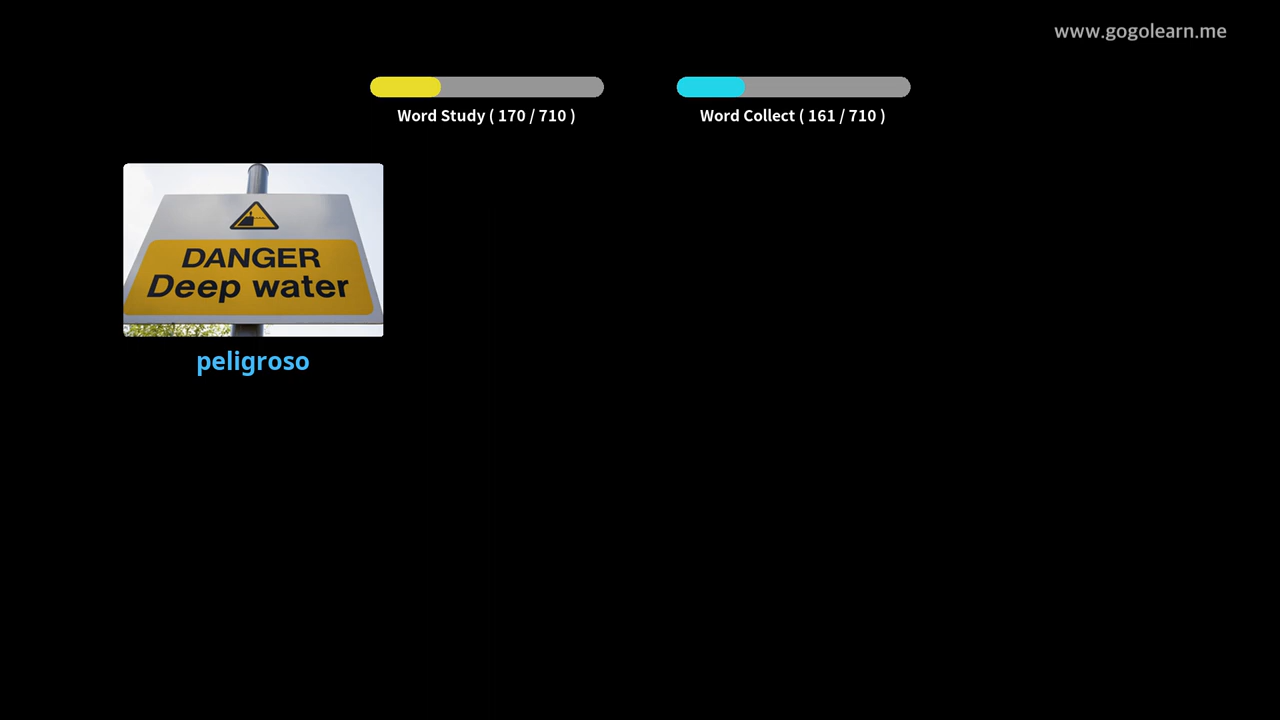 www.gogolearn.me
Word Study ( 170 / 710 )
Word Collect ( 161 / 710 )
DANGER
Deep water
peligroso